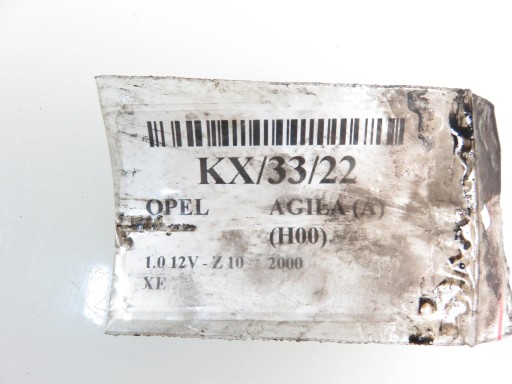 KX/33/22
OPEL AGILA (A)
(H00)
1.0 12V - Z 10 2000
XE